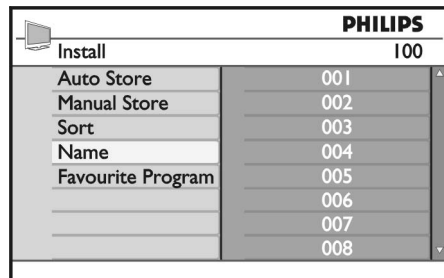 PHILIPS
Install 100
Auto Store 001
Manual Store 002
Sort 003
Name 004
Favourite Program 005
006
007
008